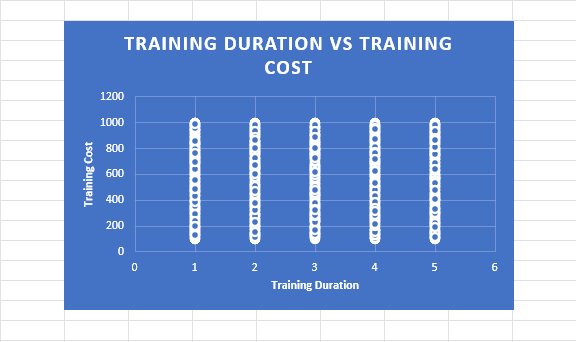 TRAINING DURATION VS TRAINING
COST
1200
1000
800
600
400
200
0
Training Cost
0 1 2 3 4 5 6
Training Duration